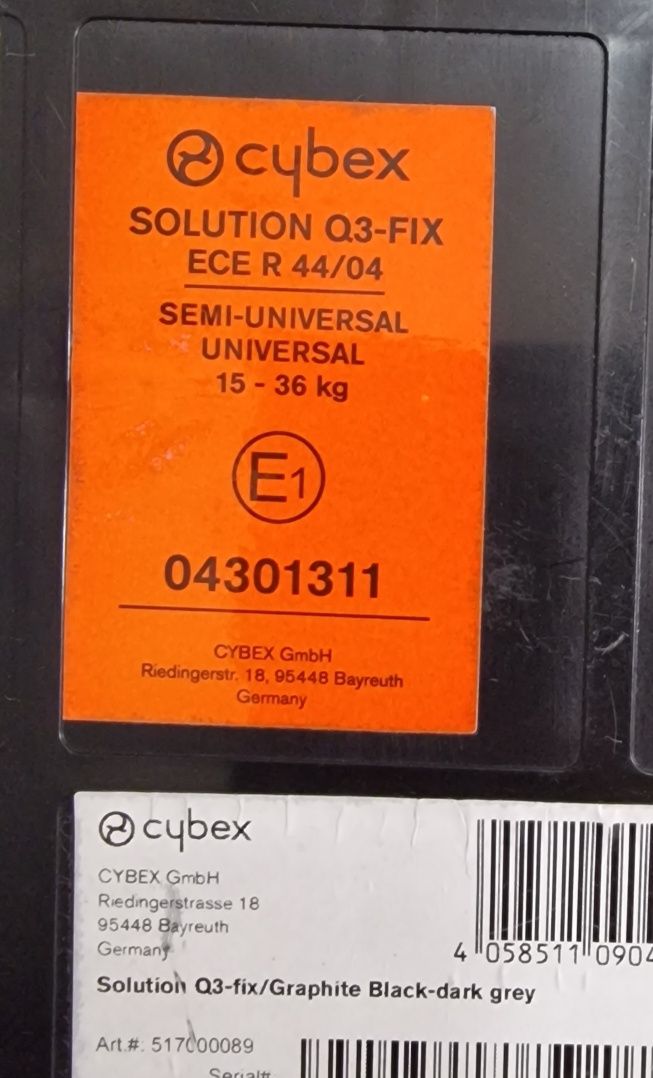 cybex
SOLUTION Q3-FIX
ECE R 44/04
SEMI-UNIVERSAL
UNIVERSAL
15 - 36 kg
E1
04301311
CYBEX GmbH
Riedingerstr. 18, 95448 Bayreuth
Germany
cybex
CYBEX GmbH
Riedingerstrasse 18
95448 Bayreuth
Germany
4 058511 0904
Solution Q3-fix/Graphite Black-dark grey
Art.#: 517000089
Serial#: